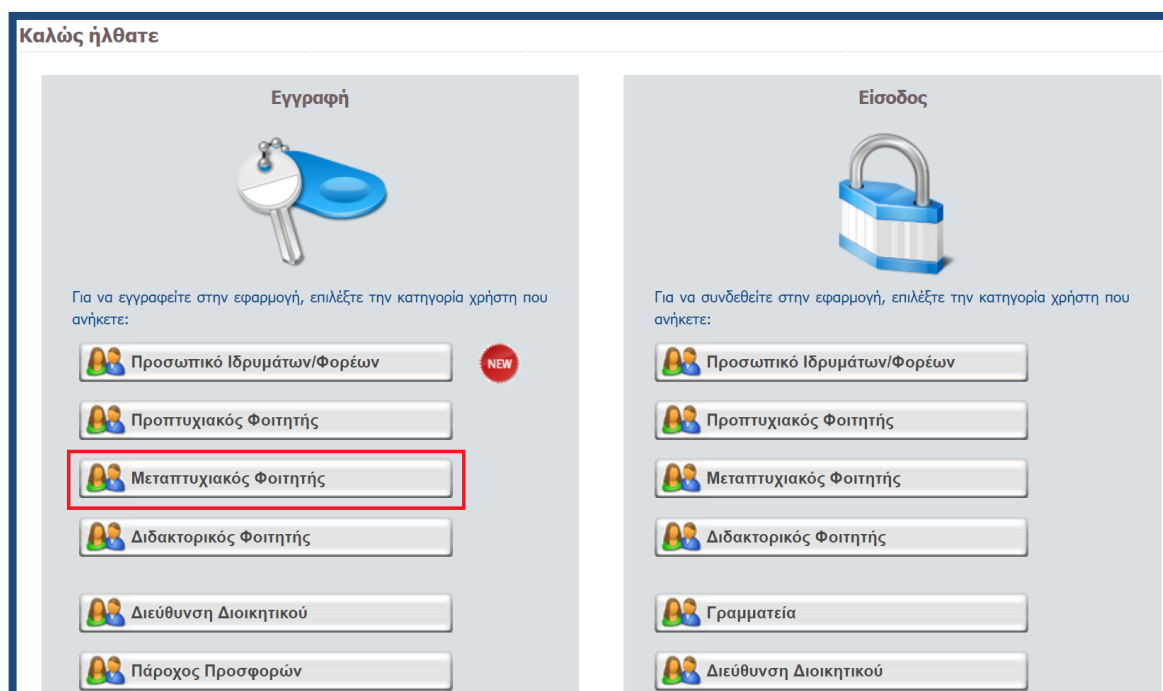 Καλώς ήλθατε
Εγγραφή
Για να εγγραφείτε στην εφαρμογή, επιλέξτε την κατηγορία χρήστη που
ανήκετε:
Προσωπικό Ιδρυμάτων/Φορέων
NEW
Προπτυχιακός Φοιτητής
Μεταπτυχιακός Φοιτητής
Διδακτορικός Φοιτητής
Διεύθυνση Διοικητικού
Πάροχος Προσφορών
Είσοδος
Για να συνδεθείτε στην εφαρμογή, επιλέξτε την κατηγορία χρήστη που
ανήκετε:
Προσωπικό Ιδρυμάτων/Φορέων
Προπτυχιακός Φοιτητής
Μεταπτυχιακός Φοιτητής
Διδακτορικός Φοιτητής
Γραμματεία
Διεύθυνση Διοικητικού